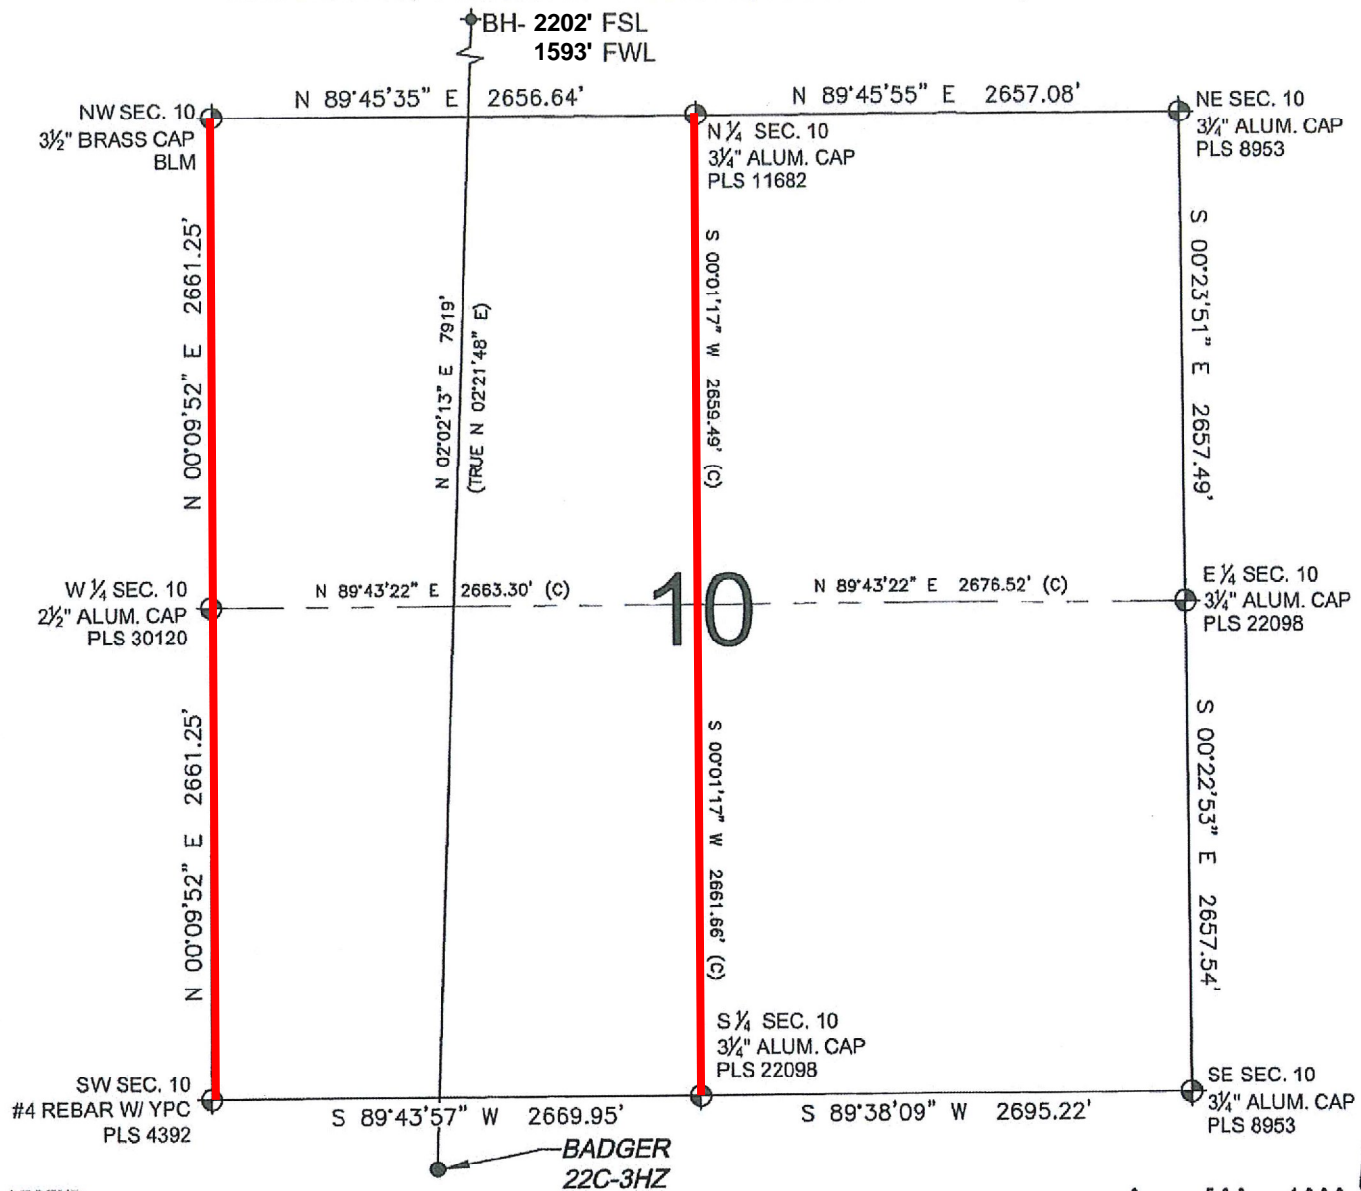 BH- 2202' FSL
1593' FWL
N 89°45'35" E 2656.64'
N 89°45'55" E 2657.08'
NW SEC. 10
3½" BRASS CAP
BLM
N ¼ SEC. 10
3¼" ALUM. CAP
PLS 11682
NE SEC. 10
3¼" ALUM. CAP
PLS 8953
N 00°09'52" E 2661.25'
N 02°02'13" E 7919'
(TRUE N 02°21'48" E)
S 00°01'17" W 2659.49' (C)
S 00°23'51" E 2657.49'
W ¼ SEC. 10
2½" ALUM. CAP
PLS 30120
N 89°43'22" E 2663.30' (C)
10
N 89°43'22" E 2676.52' (C)
E ¼ SEC. 10
3¼" ALUM. CAP
PLS 22098
N 00°09'52" E 2661.25'
S 00°01'17" W 2661.66' (C)
S 00°22'53" E 2657.54'
S ¼ SEC. 10
3¼" ALUM. CAP
PLS 22098
SW SEC. 10
#4 REBAR W/ YPC
PLS 4392
S 89°43'57" W 2669.95'
S 89°38'09" W 2695.22'
SE SEC. 10
3¼" ALUM. CAP
PLS 8953
BADGER
22C-3HZ